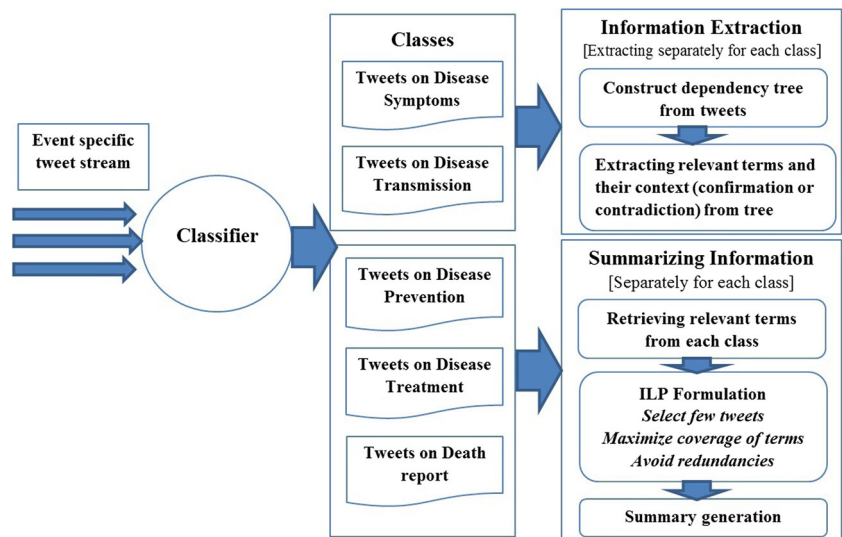 Event specific
tweet stream
Classifier
Classes
Tweets on Disease
Symptoms
Tweets on Disease
Transmission
Tweets on Disease
Prevention
Tweets on Disease
Treatment
Tweets on Death
report
Information Extraction
[Extracting separately for each class]
Construct dependency tree
from tweets
Extracting relevant terms and
their context (confirmation or
contradiction) from tree
Summarizing Information
[Separately for each class]
Retrieving relevant terms
from each class
ILP Formulation
Select few tweets
Maximize coverage of terms
Avoid redundancies
Summary generation